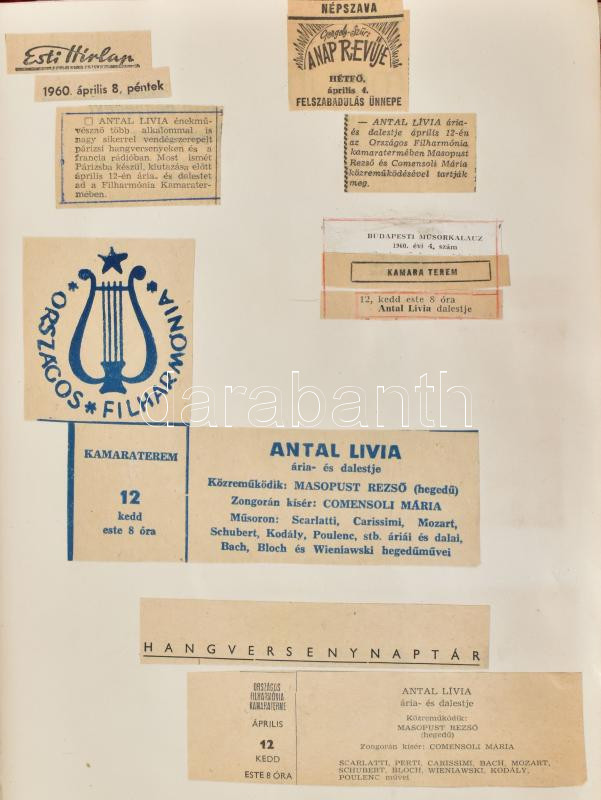 Esti Hírlap
1960. április 8, péntek
ANTAL LIVIA énekmű-
vésznő több alkalommal is
nagy sikerrel vendégszerepelt
párizsi hangversenyeken és a
francia rádióban. Most ismét
Párizsba készül, kiutazása előtt
április 12-én ária. és dalestet
ad a Filharmónia Kamaraterem-
mében.
NÉPSZAVA
A NAP REVÜJE
HÉTFŐ,
április 4.
FELSZABADULÁS ÜNNEPE
— ANTAL LÍVIA ária-
és dalestje április 12-én
az Országos Filharmónia
kamaratermében Masopust
Rezső és Comensoli Mária
közreműködésével tartják
meg.
BUDAPESTI MŰSORKALAUZ
1960. évi 4, szám
KAMARA TEREM
12, kedd este 8 óra
Antal Lívia dalestje
ORSZÁGOS * FILHARMÓNIA *
darabanth
KAMARATEREM
12
kedd
este 8 óra
ANTAL LIVIA
ária- és dalestje
Közreműködik: MASOPUST REZSŐ (hegedű)
Zongorán kísér: COMENSOLI MÁRIA
Műsoron: Scarlatti, Carissimi, Mozart,
Schubert, Kodály, Poulenc, stb. áriái és dalai,
Bach, Bloch és Wieniawski hegedűművei
HANGVERSENYNAPTÁR
ORSZÁGOS
FILHARMÓNIA
KAMARATERME
ÁPRILIS
12
KEDD
ESTE 8 ÓRA
ANTAL LÍVIA
ária- és dalestje
Közreműködik:
MASOPUST REZSŐ
(hegedű)
Zongorán kísér: COMENSOLI MÁRIA
SCARLATTI, PERTI, CARISSIMI, BACH, MOZART,
SCHUBERT, BLOCH, WIENIAWSKI, KODÁLY,
POULENC művei